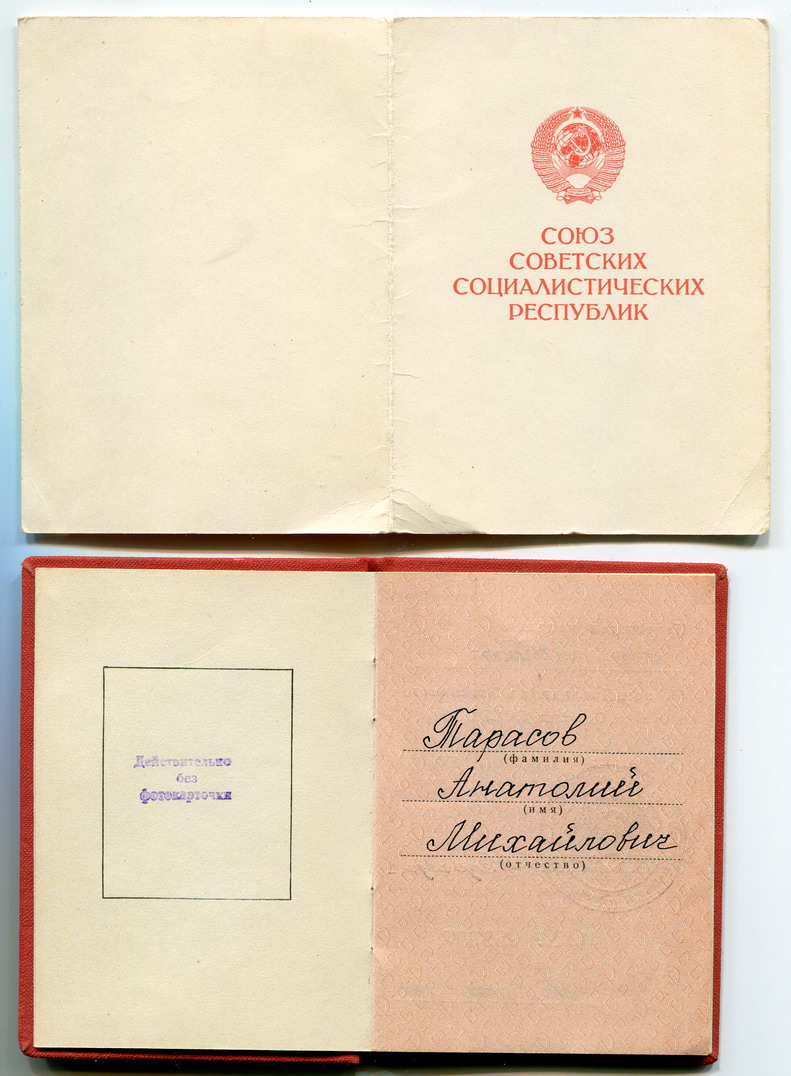 СОЮЗ
СОВЕТСКИХ
СОЦИАЛИСТИЧЕСКИХ
РЕСПУБЛИК
Действительно
без
фотокарточки
Тарасов
(фамилия)
Анатолий
(имя)
Михайлович
(отчество)